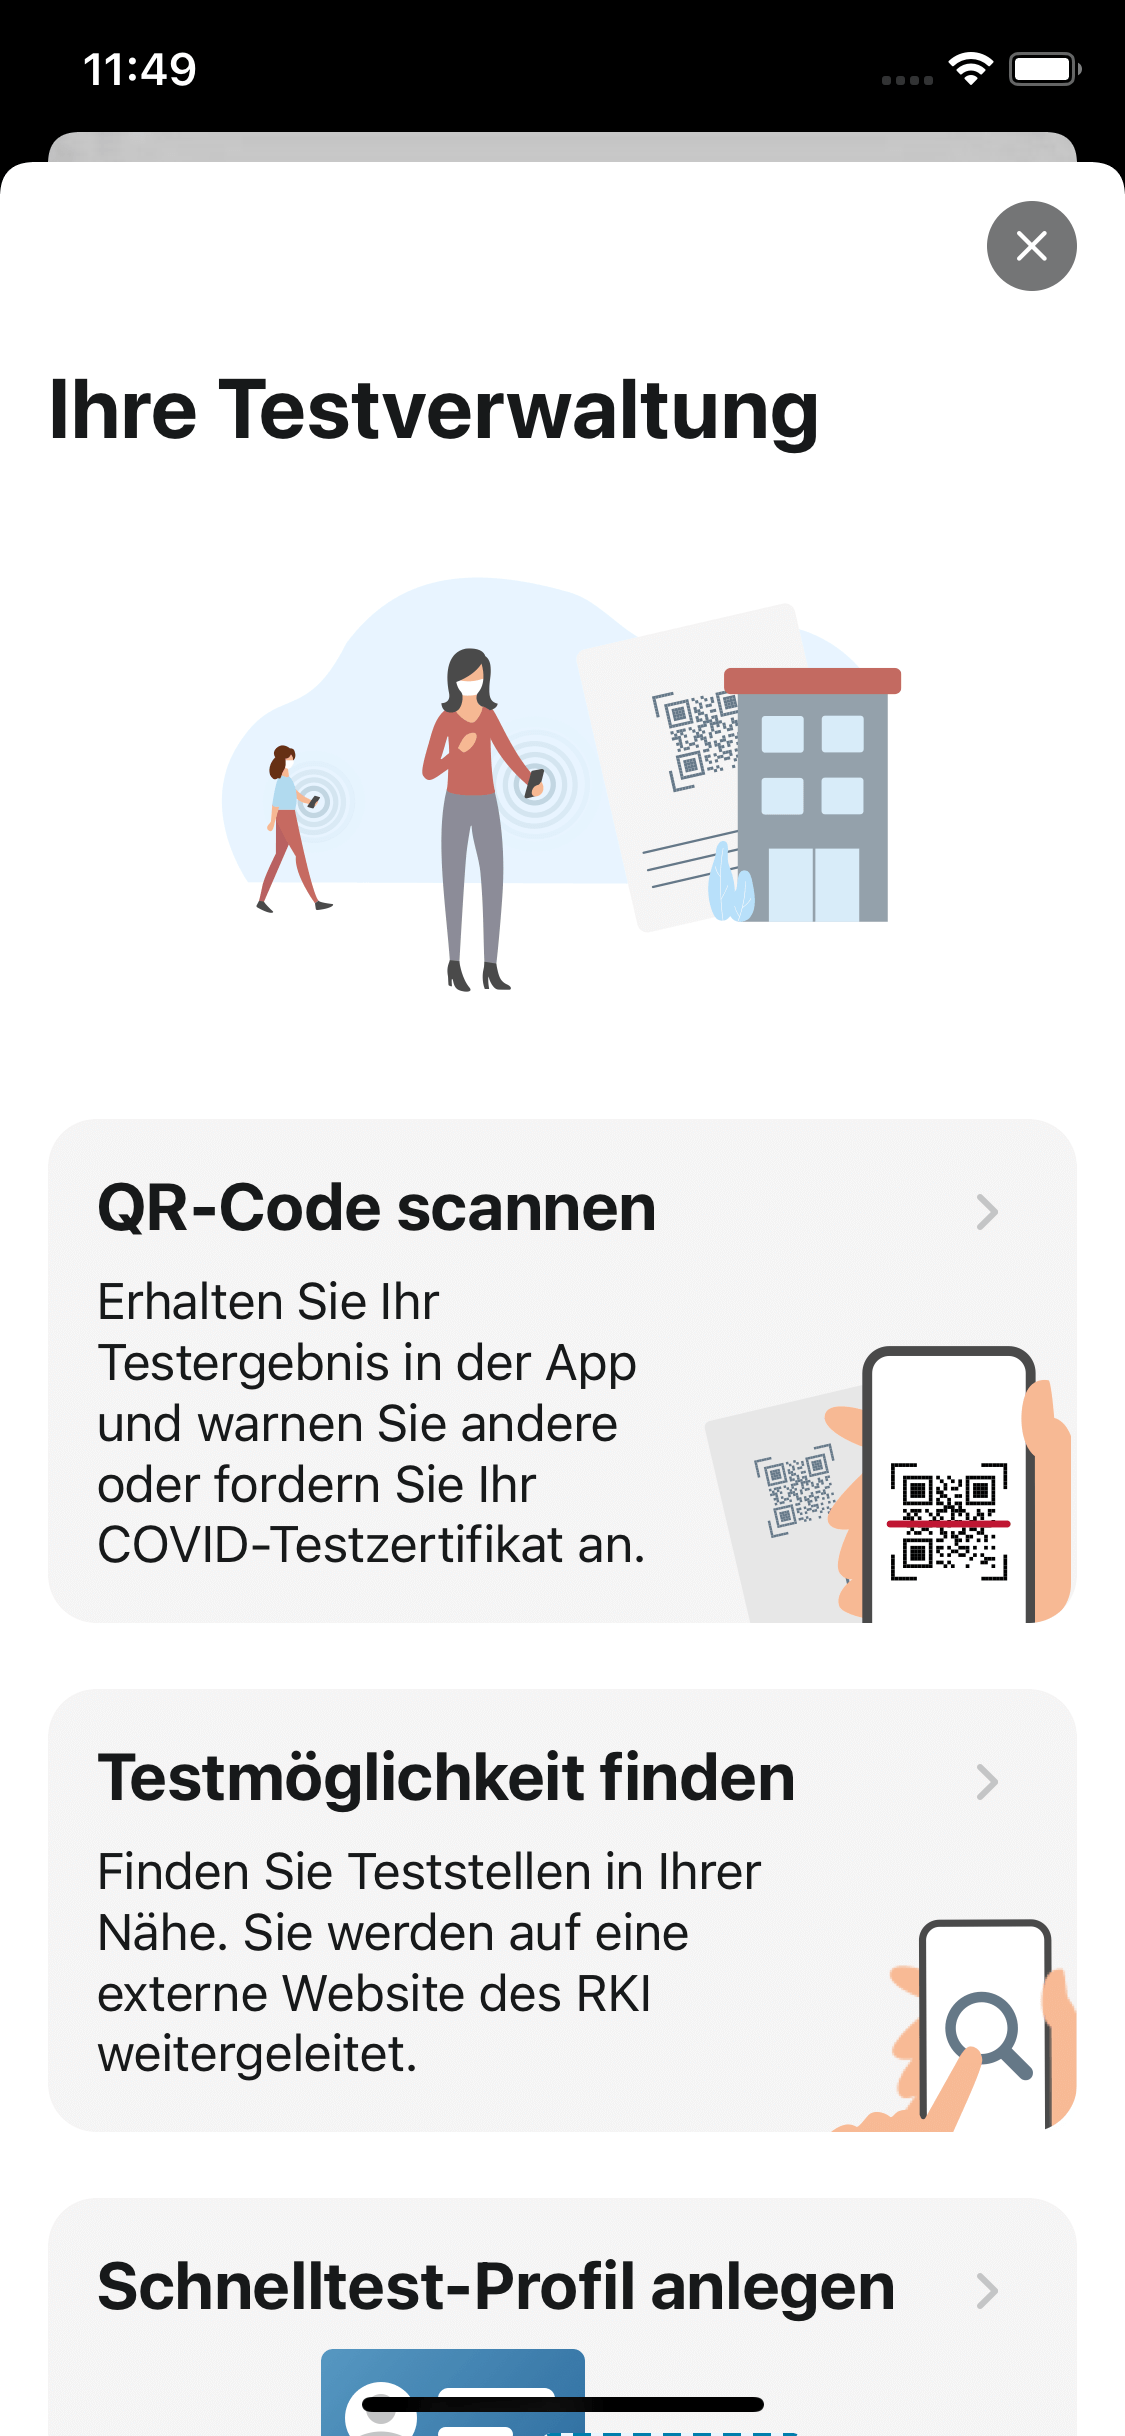 11:49
Ihre Testverwaltung
QR-Code scannen
Erhalten Sie Ihr
Testergebnis in der App
und warnen Sie andere
oder fordern Sie Ihr
COVID-Testzertifikat an.
Testmöglichkeit finden
Finden Sie Teststellen in Ihrer
Nähe. Sie werden auf eine
externe Website des RKI
weitergeleitet.
Schnelltest-Profil anlegen